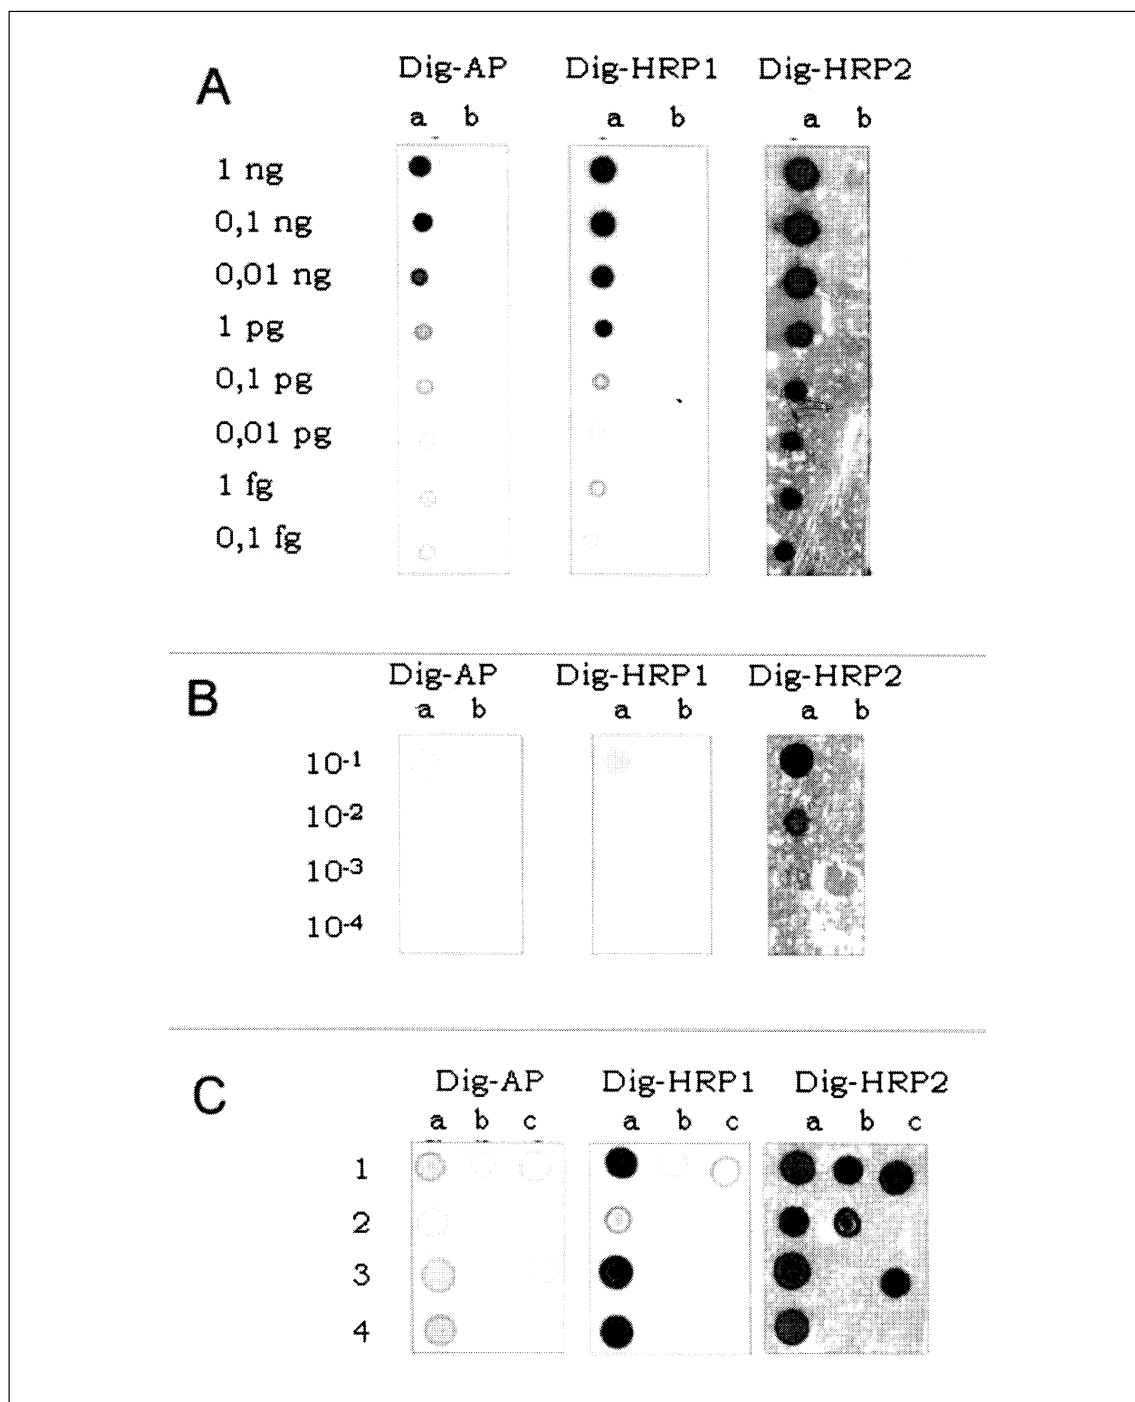 A
Dig-AP Dig-HRP1 Dig-HRP2
a b a b a b
1 ng
0,1 ng
0,01 ng
1 pg
0,1 pg
0,01 pg
1 fg
0,1 fg
B
Dig-AP Dig-HRP1 Dig-HRP2
a b a b a b
10-1
10-2
10-3
10-4
C
Dig-AP Dig-HRP1 Dig-HRP2
a b c a b c a b c
1
2
3
4